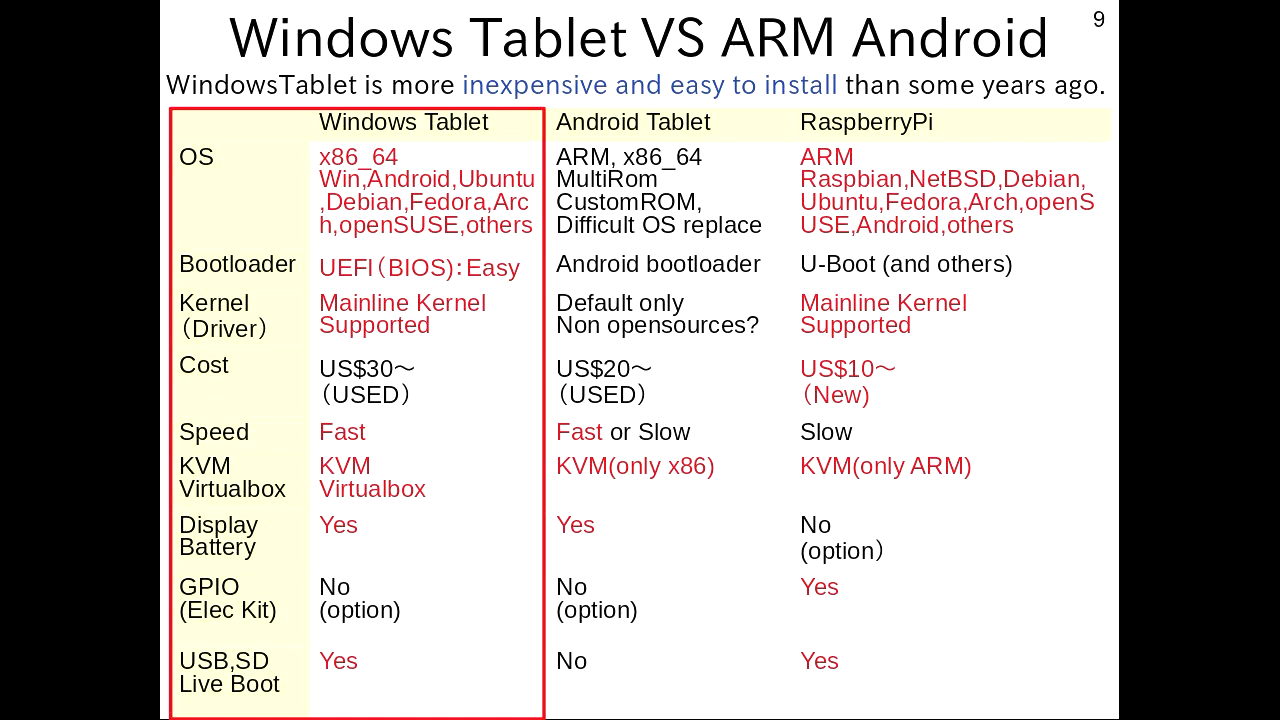 Windows Tablet VS ARM Android
9
WindowsTablet is more inexpensive and easy to install than some years ago.
Windows Tablet Android Tablet RaspberryPi
OS x86_64 ARM, x86_64 ARM
Win,Android,Ubuntu MultiRom Raspbian,NetBSD,Debian,
,Debian,Fedora,Arc CustomROM, Ubuntu,Fedora,Arch,openS
h,openSUSE,others Difficult OS replace USE,Android,others
Bootloader UEFI（BIOS）：Easy Android bootloader U-Boot (and others)
Kernel Mainline Kernel Default only Mainline Kernel
（Driver） Supported Non opensources? Supported
Cost US$30～ US$20～ US$10～
（USED） （USED） （New)
Speed Fast Fast or Slow Slow
KVM KVM KVM(only x86) KVM(only ARM)
Virtualbox Virtualbox
Display Yes Yes No
Battery (option）
GPIO No No Yes
(Elec Kit) (option) (option)
USB,SD Yes No Yes
Live Boot